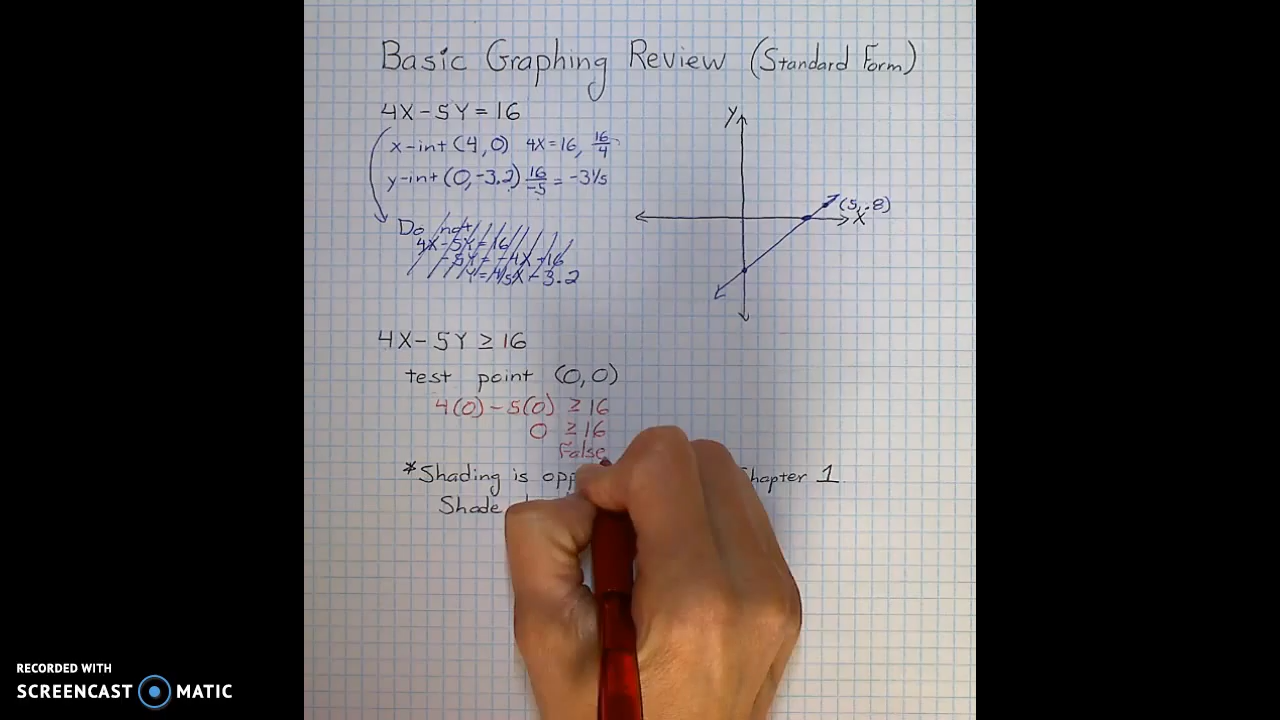 Basic Graphing Review (Standard Form)
4X - 5Y = 16
x-int (4, 0) 4X = 16, 16/4
y-int (0, -3.2) 16/-5 = -3 1/5
Do not
4X - 5Y = 16
-5Y = -4X + 16
Y = 4/5X - 3.2
Y
(5, .8)
X
4X - 5Y ≥ 16
test point (0, 0)
4(0) - 5(0) ≥ 16
0 ≥ 16
False
*Shading is Chapter 1
Shade
RECORDED WITH
SCREENCAST MATIC